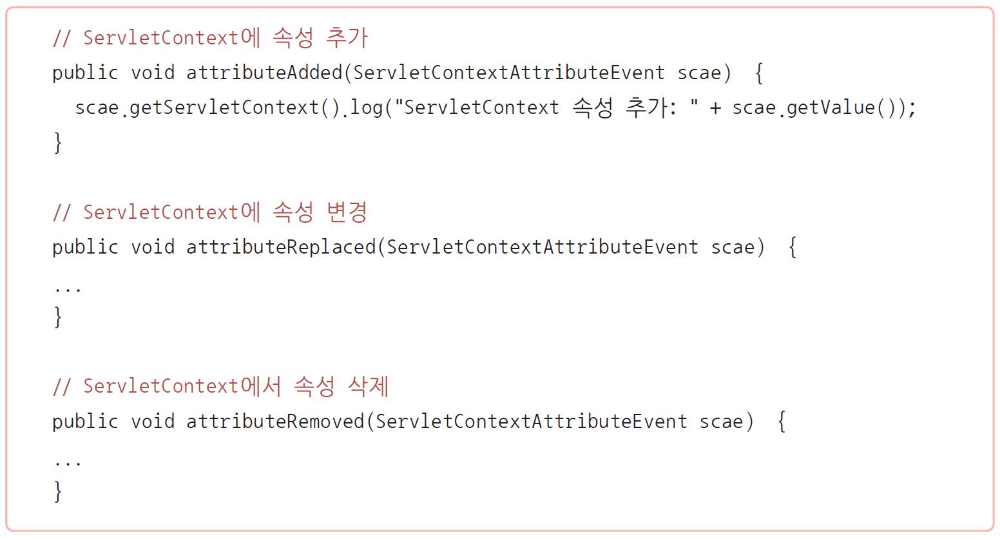 // ServletContext에 속성 추가
public void attributeAdded(ServletContextAttributeEvent scae) {
  scae.getServletContext().log("ServletContext 속성 추가: " + scae.getValue());
}

// ServletContext에 속성 변경
public void attributeReplaced(ServletContextAttributeEvent scae) {
...
}

// ServletContext에서 속성 삭제
public void attributeRemoved(ServletContextAttributeEvent scae) {
...
}